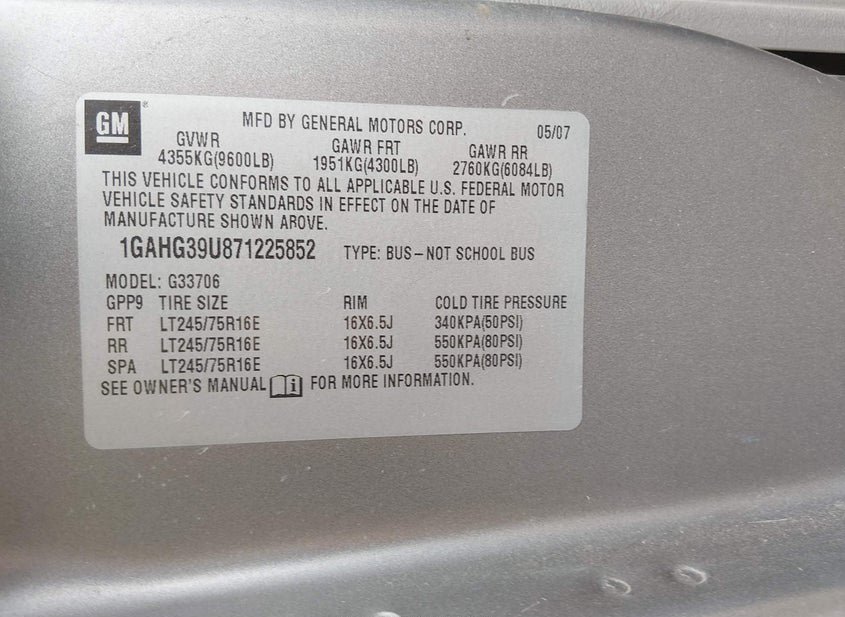 GM ®
MFD BY GENERAL MOTORS CORP. 05/07
GVWR GAWR FRT GAWR RR
4355KG(9600LB) 1951KG(4300LB) 2760KG(6084LB)
THIS VEHICLE CONFORMS TO ALL APPLICABLE U.S. FEDERAL MOTOR
VEHICLE SAFETY STANDARDS IN EFFECT ON THE DATE OF
MANUFACTURE SHOWN ABOVE.
1GAHG39U871225852 TYPE: BUS-NOT SCHOOL BUS
MODEL: G33706
GPP9 TIRE SIZE RIM COLD TIRE PRESSURE
FRT LT245/75R16E 16X6.5J 340KPA(50PSI)
RR LT245/75R16E 16X6.5J 550KPA(80PSI)
SPA LT245/75R16E 16X6.5J 550KPA(80PSI)
SEE OWNER'S MANUAL i FOR MORE INFORMATION.